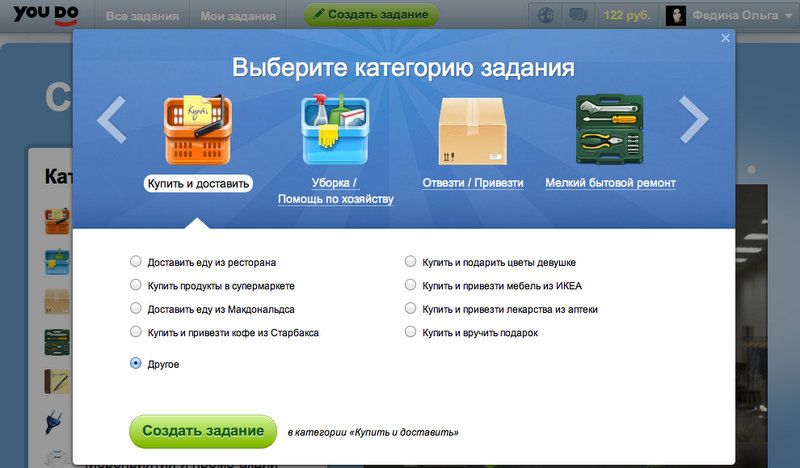 YOU DO
Все задания
Мои задания
Создать задание
122 руб.
Федина Ольга
Выберите категорию задания
Купить
Купить и доставить
Уборка /
Помощь по хозяйству
Отвезти / Привезти
Мелкий бытовой ремонт
Доставить еду из ресторана
Купить и подарить цветы девушке
Купить продукты в супермаркете
Купить и привезти мебель из ИКЕА
Доставить еду из Макдональдса
Купить и привезти лекарства из аптеки
Купить и привезти кофе из Старбакса
Купить и вручить подарок
Другое
Создать задание
в категории «Купить и доставить»